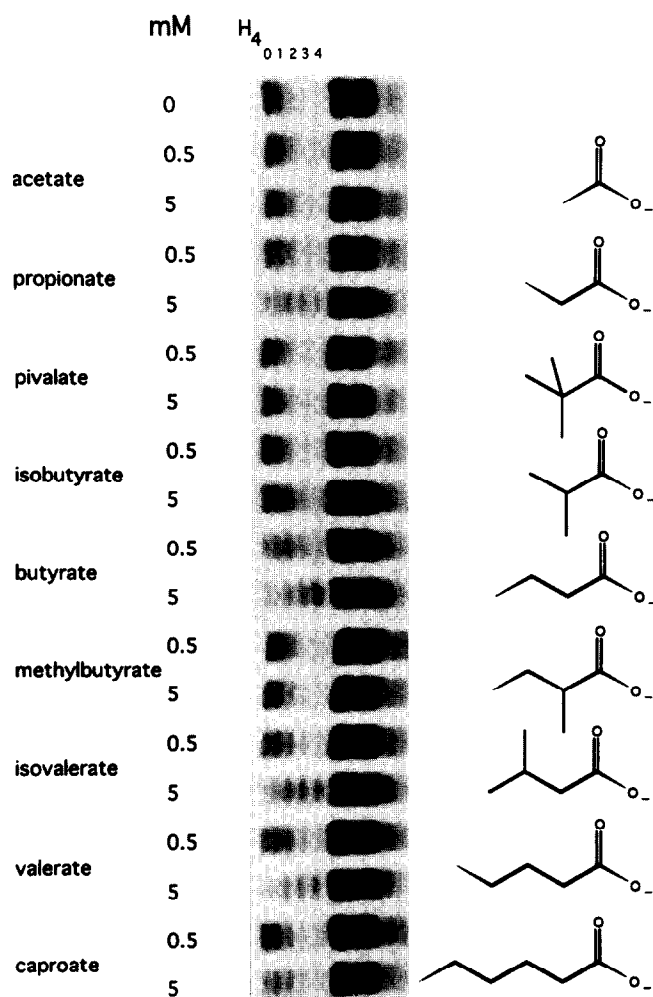 mM H4
0 1 2 3 4
0
0.5
acetate
5
0.5
propionate
5
0.5
pivalate
5
0.5
isobutyrate
5
0.5
butyrate
5
0.5
methylbutyrate
5
0.5
isovalerate
5
0.5
valerate
5
0.5
caproate
5
O
O-
O
O-
O
O-
O
O-
O
O-
O
O-
O
O-
O
O-
O
O-